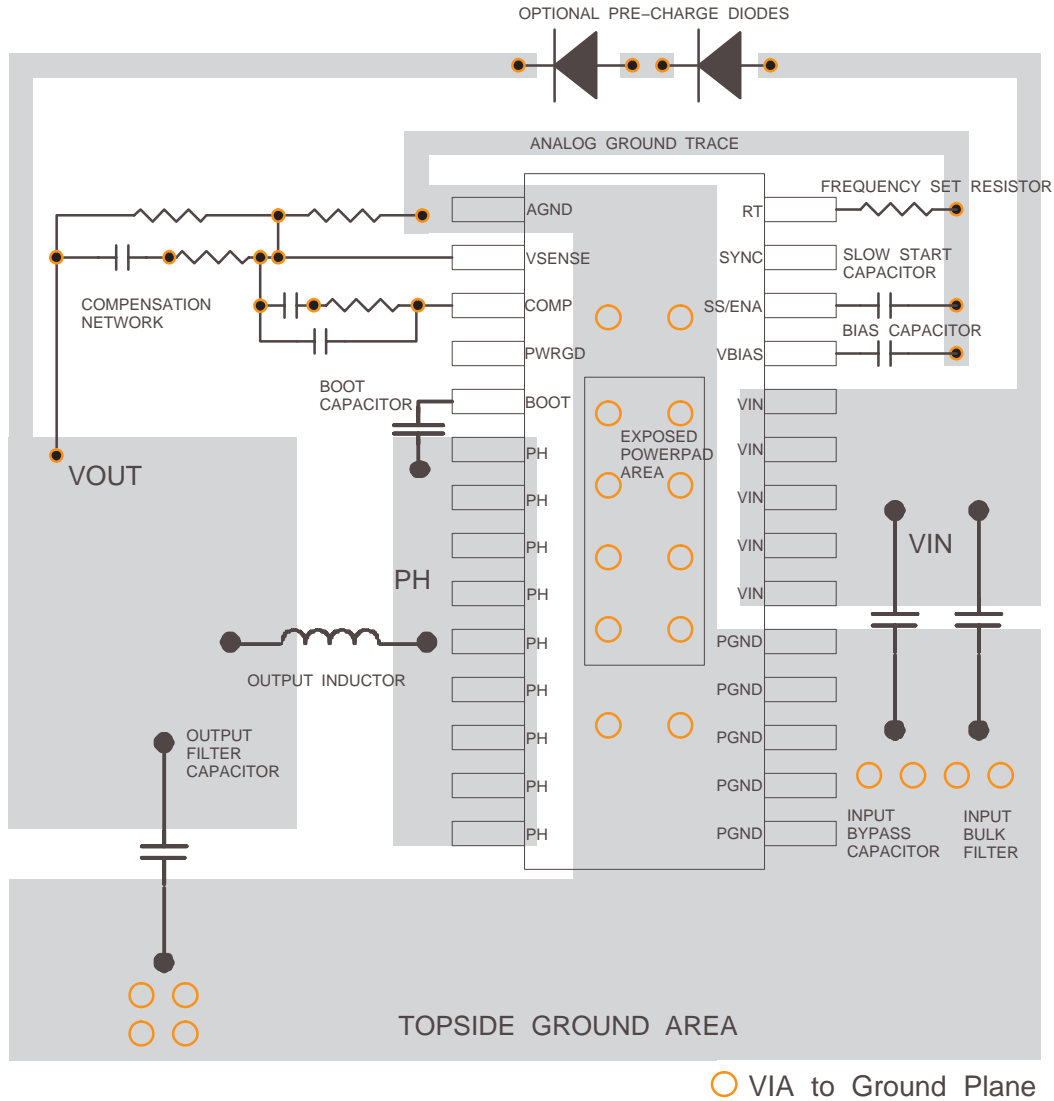 OPTIONAL PRE-CHARGE DIODES
ANALOG GROUND TRACE
FREQUENCY SET RESISTOR
AGND
RT
VSENSE
SYNC
SLOW START
CAPACITOR
COMPENSATION
NETWORK
COMP
SS/ENA
BIAS CAPACITOR
PWRGD
VBIAS
BOOT
CAPACITOR
BOOT
VIN
EXPOSED
POWERPAD
AREA
PH
VIN
VOUT
PH
VIN
PH
VIN
VIN
PH
PH
VIN
PH
PGND
OUTPUT INDUCTOR
PH
PGND
OUTPUT
FILTER
CAPACITOR
PH
PGND
PH
PGND
INPUT
BYPASS
CAPACITOR
INPUT
BULK
FILTER
PH
PGND
TOPSIDE GROUND AREA
VIA to Ground Plane